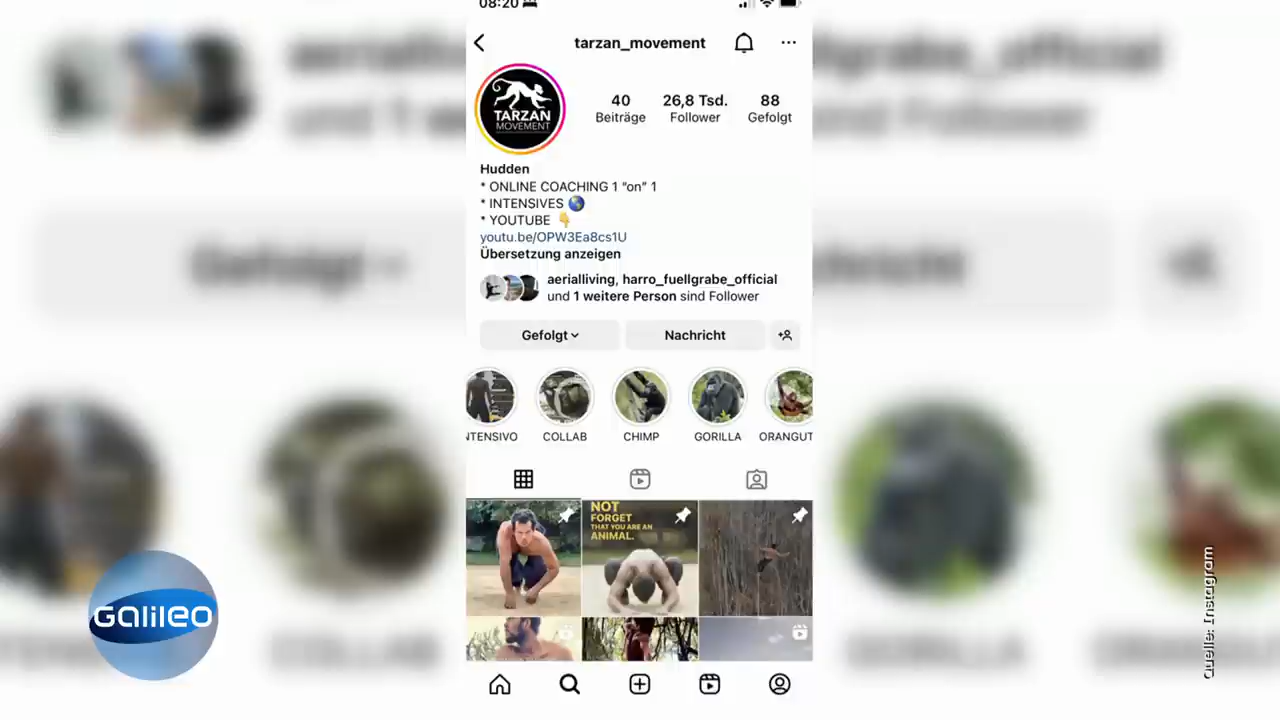 08:20
tarzan_movement
TARZAN
MOVEMENT
40
Beiträge
26,8 Tsd.
Follower
88
Gefolgt
Hudden
* ONLINE COACHING 1 “on” 1
* INTENSIVES 🌎
* YOUTUBE 👇
youtu.be/OPW3Ea8cs1U
Übersetzung anzeigen
aerialliving, harro_fuellgrabe_official
und 1 weitere Person sind Follower
Gefolgt
Nachricht
NTENSIVO
COLLAB
CHIMP
GORILLA
ORANGUT
NOT
FORGET
THAT YOU ARE AN
ANIMAL.
Galileo
Quelle: Instagram